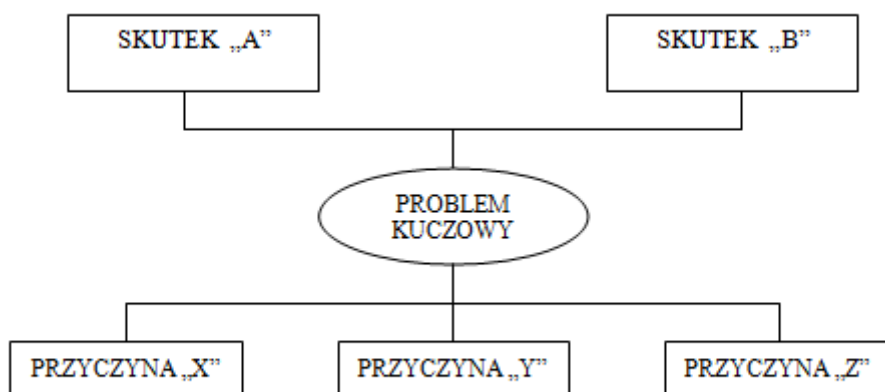 SKUTEK „A”
SKUTEK „B”
PROBLEM
KUCZOWY
PRZYCZYNA „X”
PRZYCZYNA „Y”
PRZYCZYNA „Z”